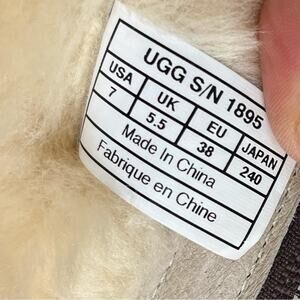 UGG S/N 1895
USA UK EU JAPAN
7 5.5 38 240
Made In China
Fabrique en Chine